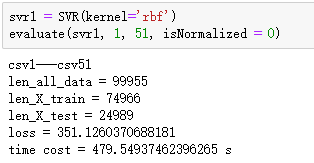 svr1 = SVR(kernel='rbf')
evaluate(svr1, 1, 51, isNormalized = 0)
csv1——csv51
len_all_data = 99955
len_X_train = 74966
len_X_test = 24989
loss = 351.1260370688181
time cost = 479.54937462396265 s